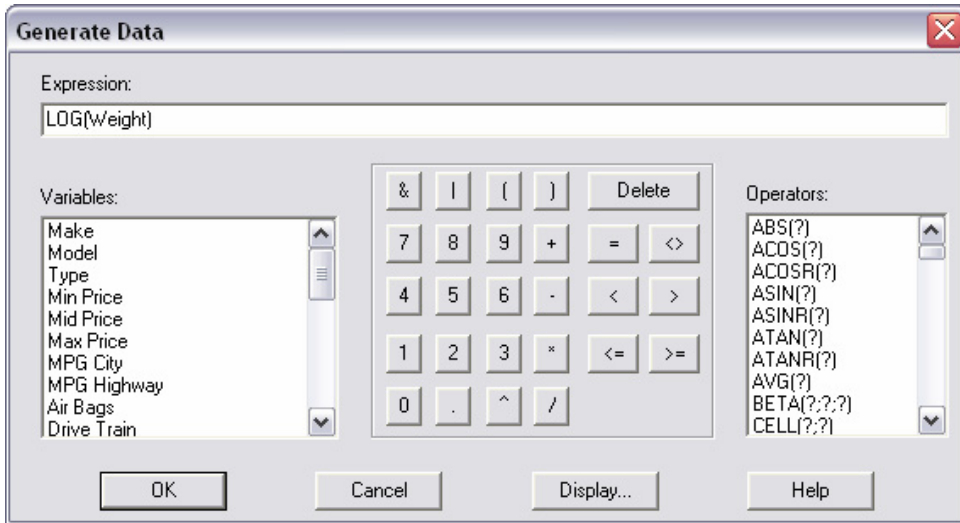 Generate Data
Expression:
LOG(Weight)
Variables:
Make
Model
Type
Min Price
Mid Price
Max Price
MPG City
MPG Highway
Air Bags
Drive Train
& | ( ) Delete
7 8 9 + = <>
4 5 6 - < >
1 2 3 * <= >=
0 . ^ /
Operators:
ABS(?)
ACOS(?)
ACOSR(?)
ASIN(?)
ASINR(?)
ATAN(?)
ATANR(?)
AVG(?)
BETA(?;?;?)
CELL(?;?)
OK Cancel Display... Help